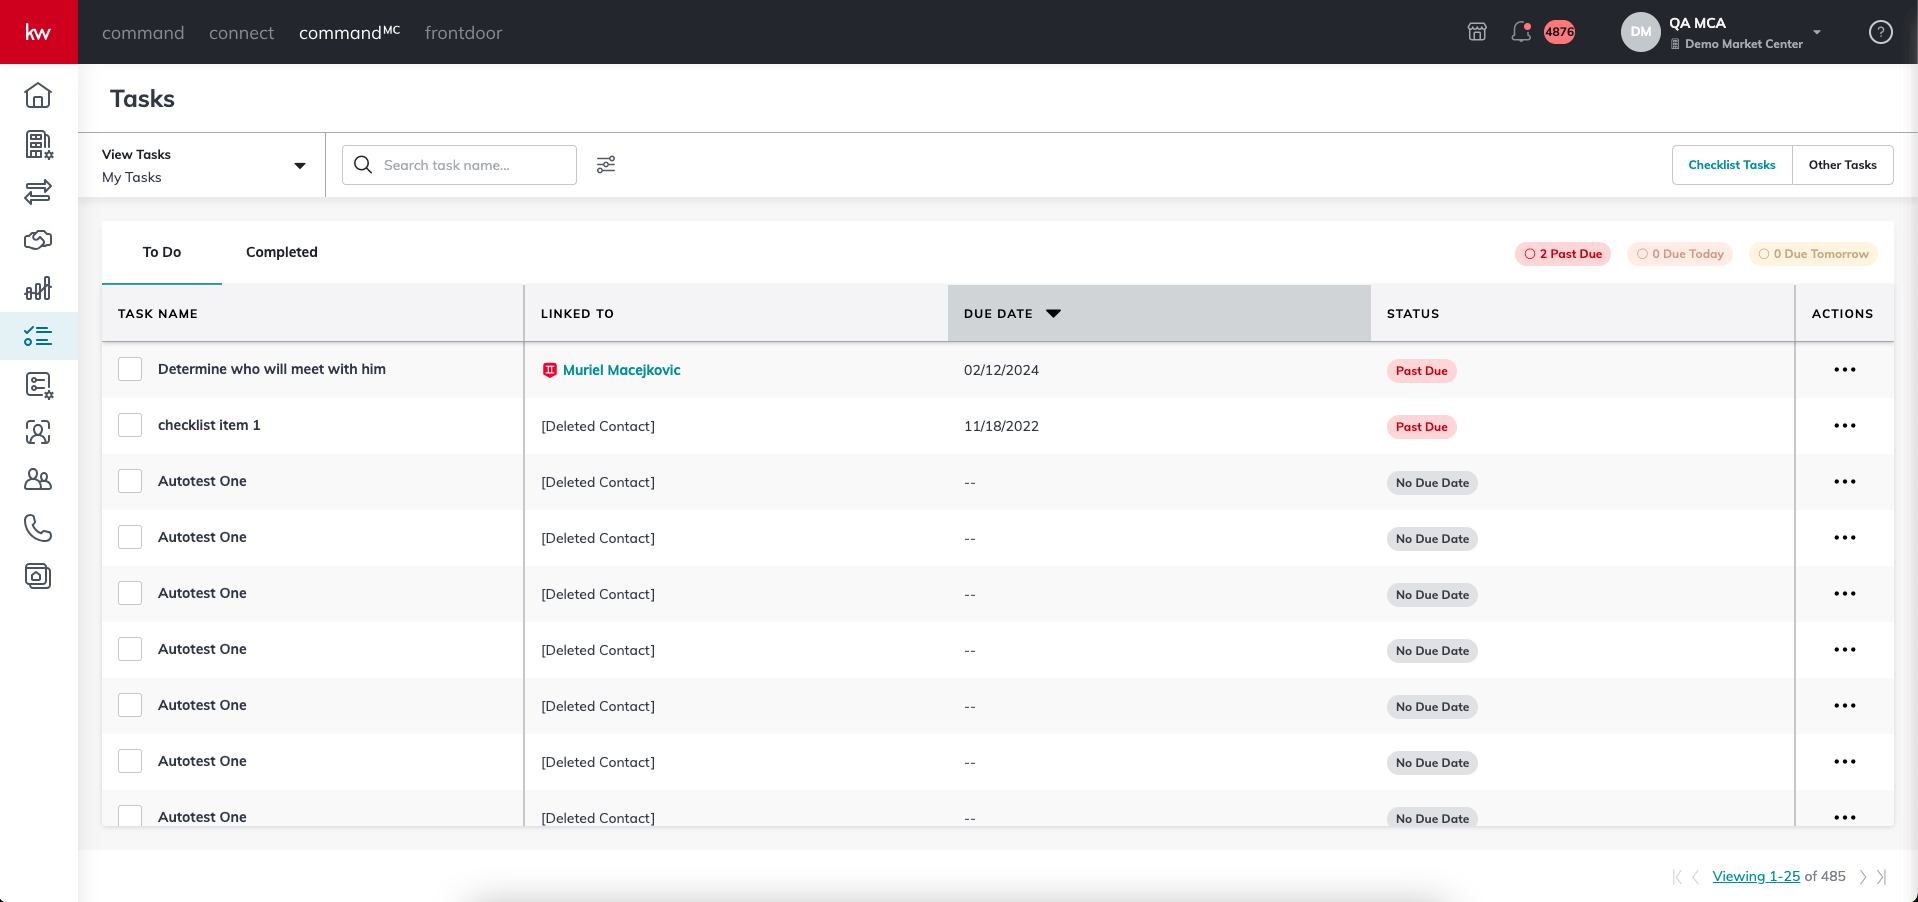 kw
command connect commandMC frontdoor
4876
DM
QA MCA
Demo Market Center
?
Tasks
View Tasks
My Tasks
Search task name...
Checklist Tasks
Other Tasks
To Do
Completed
2 Past Due
0 Due Today
0 Due Tomorrow
TASK NAME LINKED TO DUE DATE STATUS ACTIONS
Determine who will meet with him Muriel Macejkovic 02/12/2024 Past Due
checklist item 1 [Deleted Contact] 11/18/2022 Past Due
Autotest One [Deleted Contact] -- No Due Date
Autotest One [Deleted Contact] -- No Due Date
Autotest One [Deleted Contact] -- No Due Date
Autotest One [Deleted Contact] -- No Due Date
Autotest One [Deleted Contact] -- No Due Date
Autotest One [Deleted Contact] -- No Due Date
Autotest One [Deleted Contact] -- No Due Date
Viewing 1-25 of 485